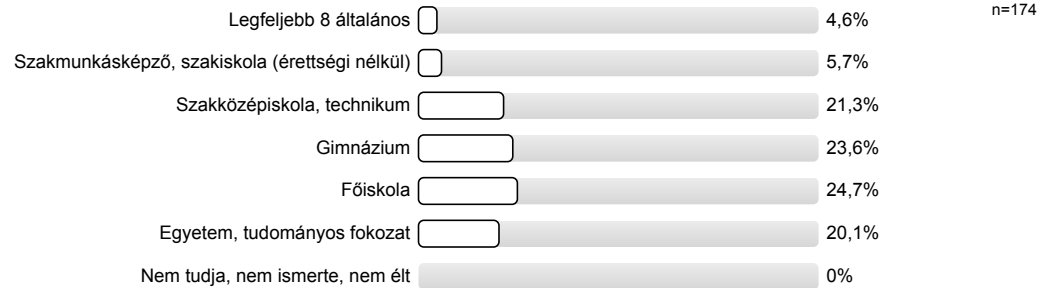 n=174
Legfeljebb 8 általános 4,6%
Szakmunkásképző, szakiskola (érettségi nélkül) 5,7%
Szakközépiskola, technikum 21,3%
Gimnázium 23,6%
Főiskola 24,7%
Egyetem, tudományos fokozat 20,1%
Nem tudja, nem ismerte, nem élt 0%